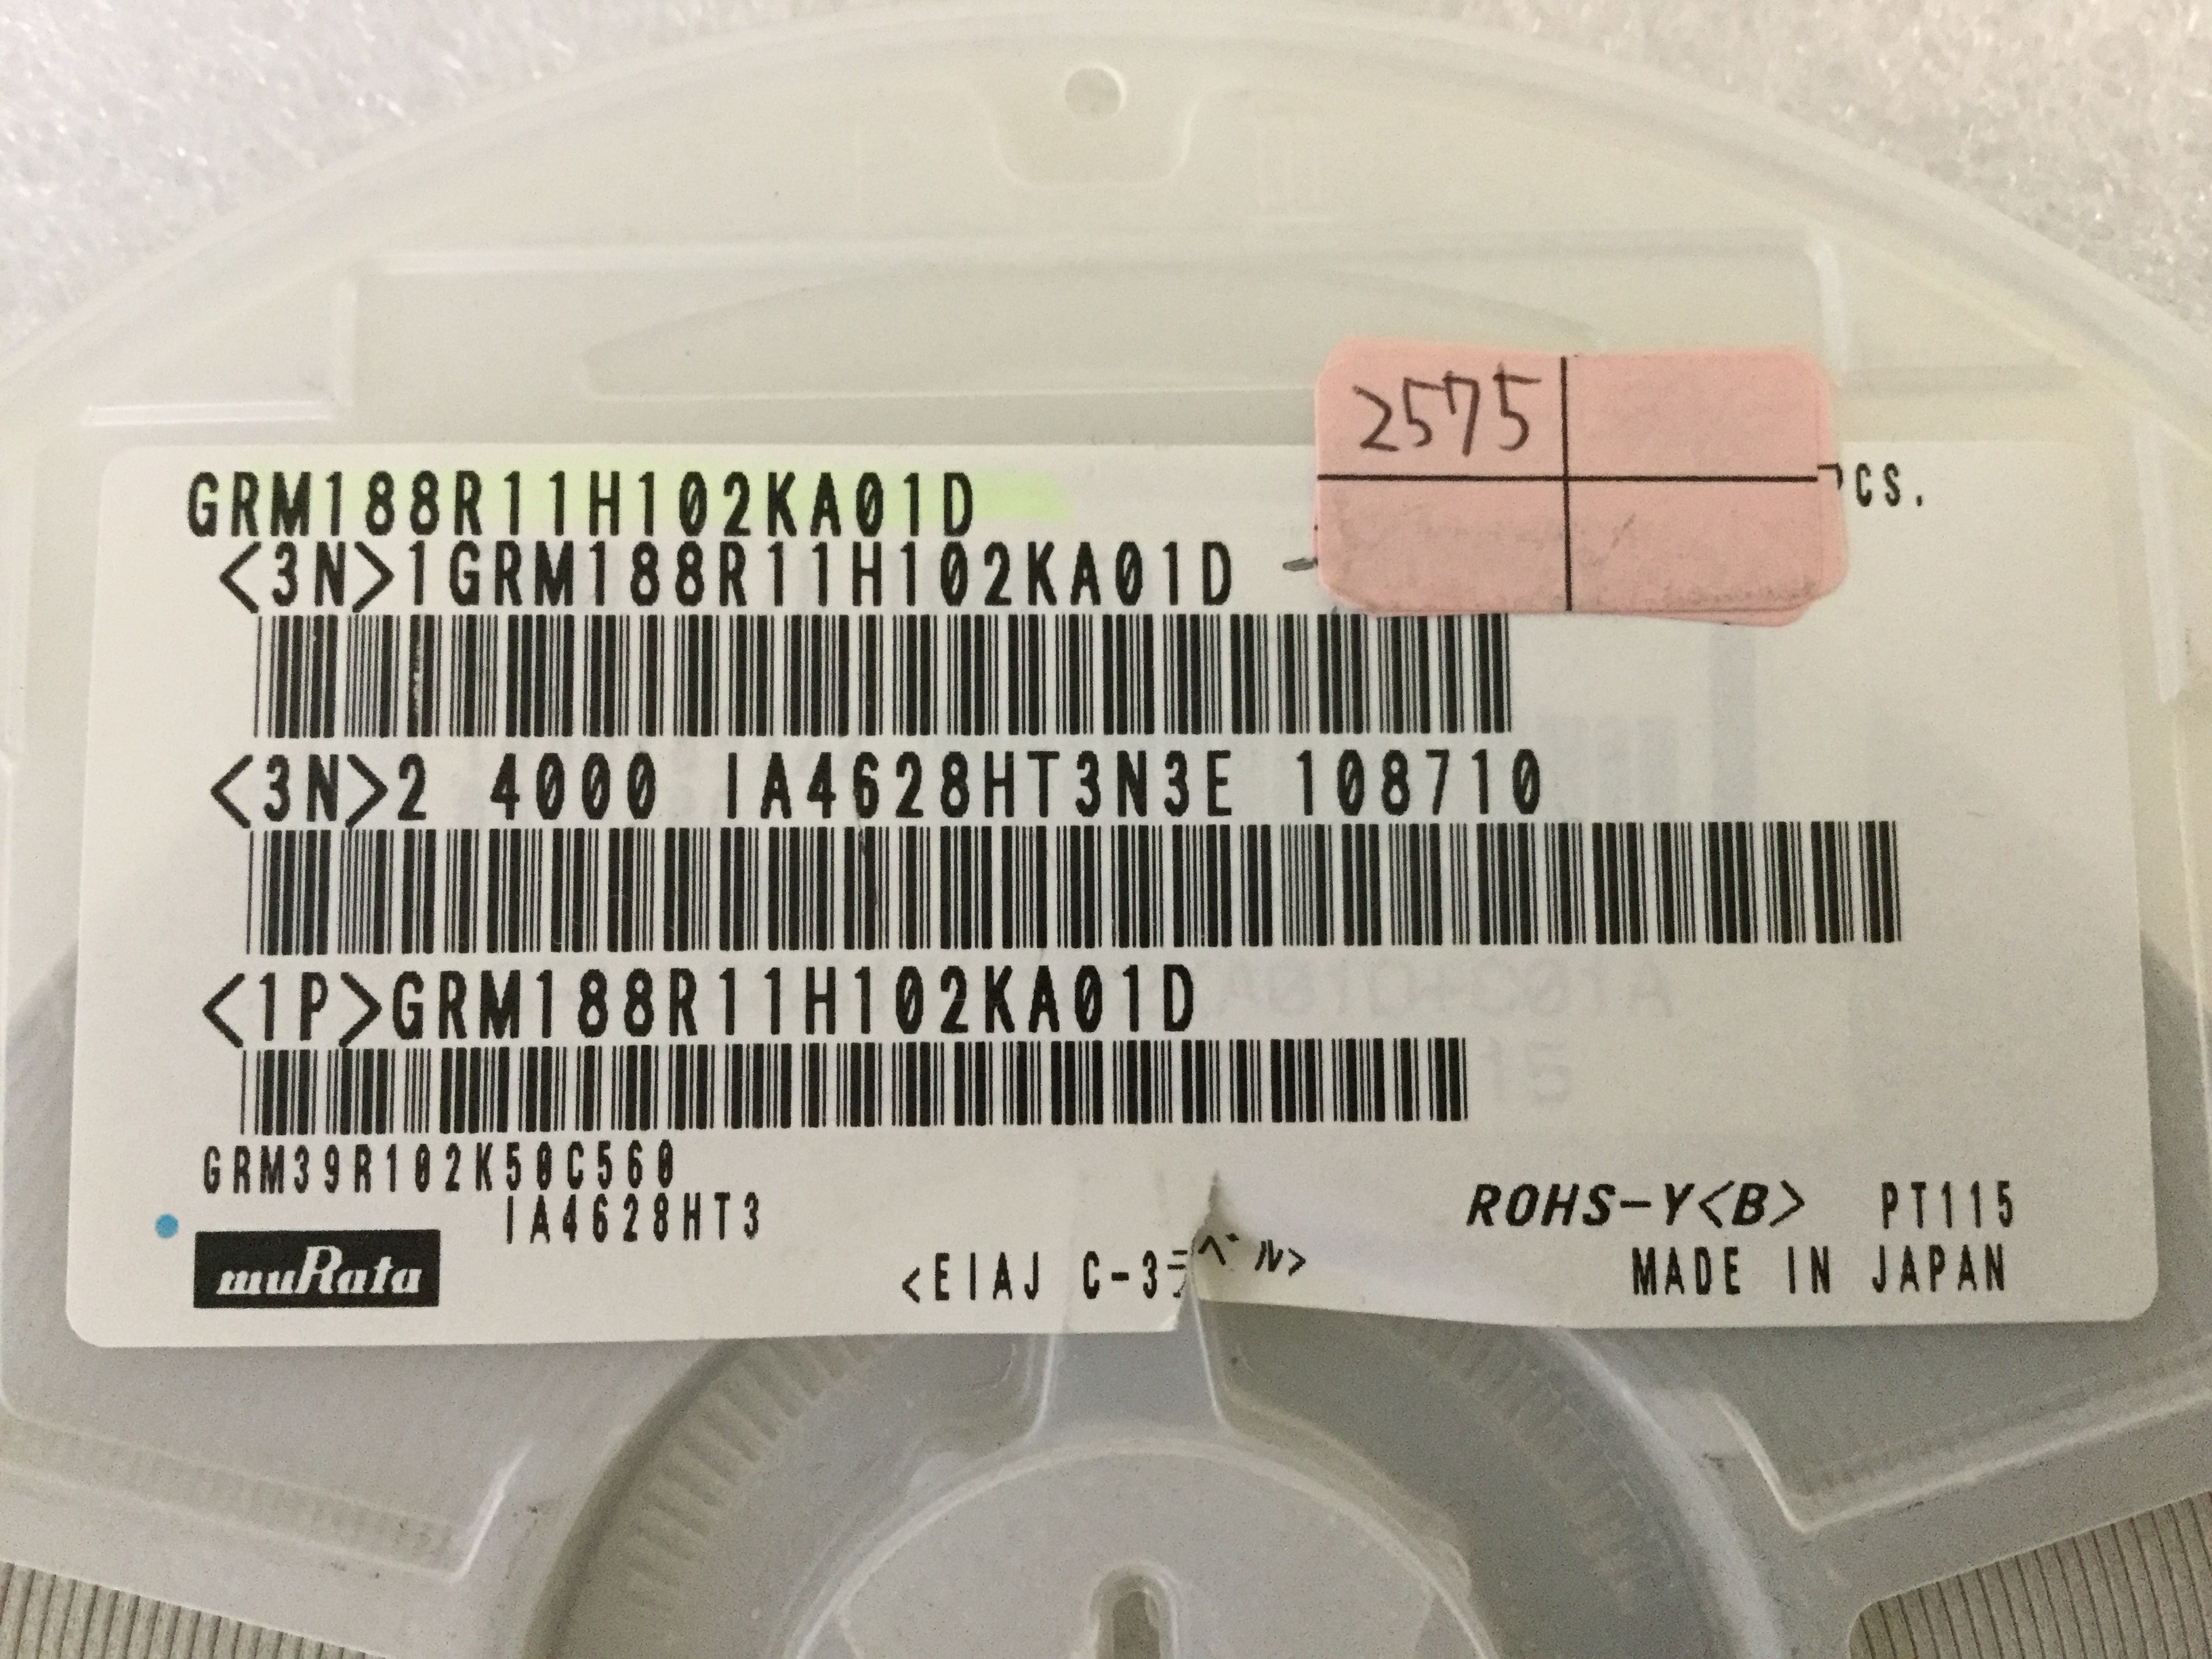 2575
GRM188R11H102KA01D
CS.
<3N>1GRM188R11H102KA01D
<3N>2 4000 IA4628HT3N3E 108710
<1P>GRM188R11H102KA01D
GRM39R102K50C560
IA4628HT3
ROHS-Y<B> PT115
muRata
<EIAJ C-3ラベル>
MADE IN JAPAN